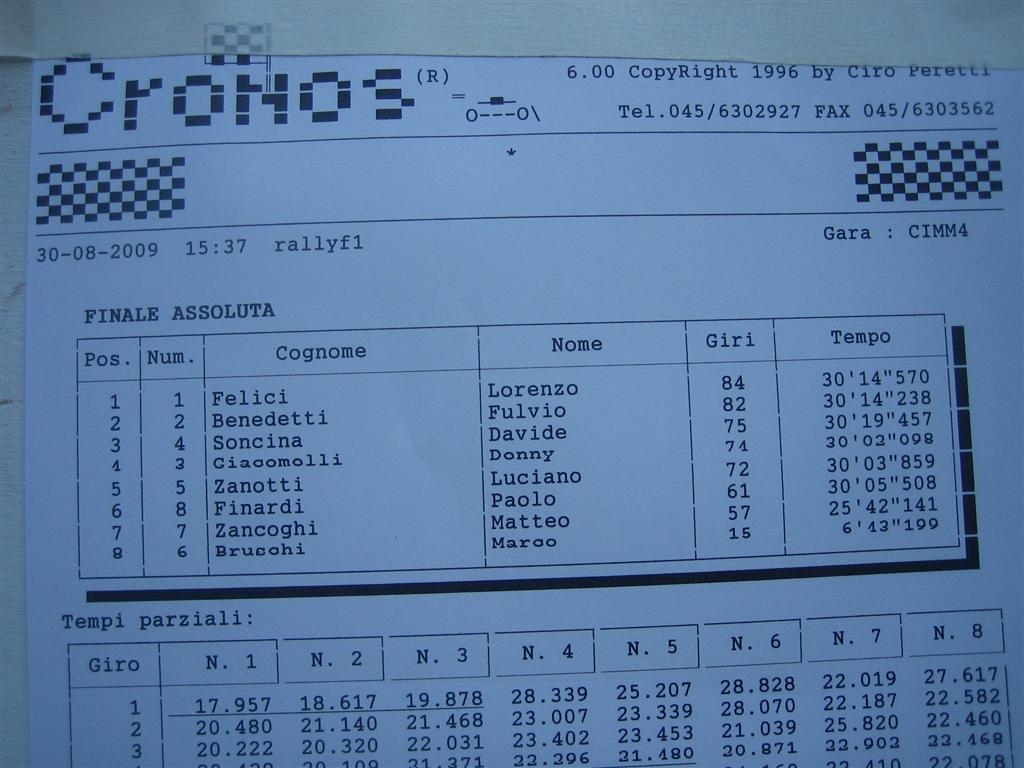 CroNOS (R) 6.00 CopyRight 1996 by Ciro Peretti
= o---o\ Tel.045/6302927 FAX 045/6303562
*
30-08-2009 15:37 rallyf1 Gara : CIMM4
FINALE ASSOLUTA
Pos. Num. Cognome Nome Giri Tempo
1 1 Felici Lorenzo 84 30'14"570
2 2 Benedetti Fulvio 82 30'14"238
3 4 Soncina Davide 75 30'19"457
4 3 Giacomolli Donny 74 30'02"098
5 5 Zanotti Luciano 72 30'03"859
6 8 Finardi Paolo 61 30'05"508
7 7 Zancoghi Matteo 57 25'42"141
8 6 Bruschi Marco 15 6'43"199
Tempi parziali:
Giro N. 1 N. 2 N. 3 N. 4 N. 5 N. 6 N. 7 N. 8
1 17.957 18.617 19.878 28.339 25.207 28.828 22.019 27.617
2 20.480 21.140 21.468 23.007 23.339 28.070 22.187 22.582
3 20.222 20.320 22.031 23.402 23.453 21.039 25.820 22.460
21.371 22.296 21.480 20.871 22.902 22.468
22.410 22.078